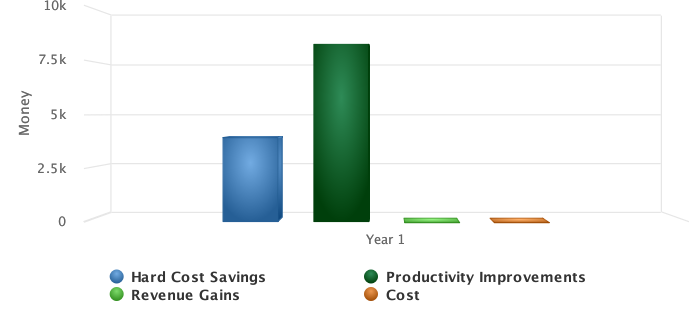 10k
7.5k
5k
2.5k
0
Money
Year 1
Hard Cost Savings
Productivity Improvements
Revenue Gains
Cost